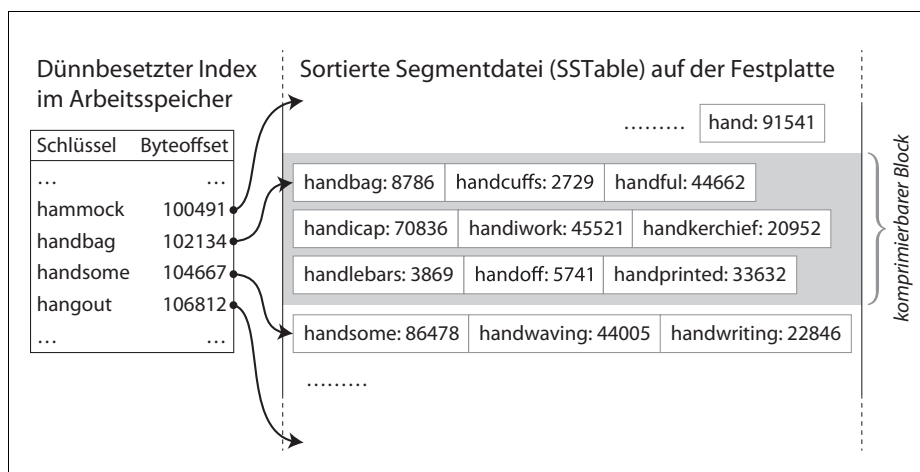 Dünnbesetzter Index
im Arbeitsspeicher
Schlüssel Byteoffset
... ...
hammock 100491
handbag 102134
handsome 104667
hangout 106812
... ...
Sortierte Segmentdatei (SSTable) auf der Festplatte
......... hand: 91541
handbag: 8786 handcuffs: 2729 handful: 44662
handicap: 70836 handiwork: 45521 handkerchief: 20952
handlebars: 3869 handoff: 5741 handprinted: 33632
handsome: 86478 handwaving: 44005 handwriting: 22846
.........
komprimierbarer Block